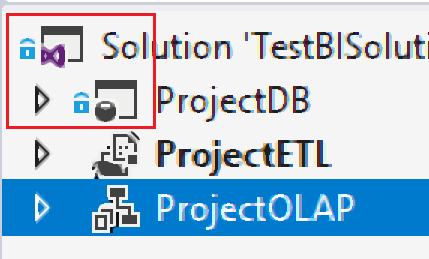 Solution 'TestBISoluti
ProjectDB
ProjectETL
ProjectOLAP